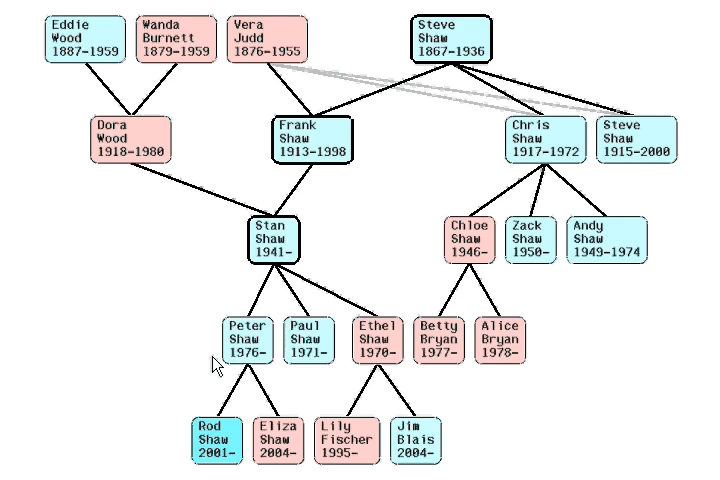 Eddie
Wood
1887-1959
Wanda
Burnett
1879-1959
Vera
Judd
1876-1955
Steve
Shaw
1867-1936
Dora
Wood
1918-1980
Frank
Shaw
1913-1998
Chris
Shaw
1917-1972
Steve
Shaw
1915-2000
Stan
Shaw
1941-
Chloe
Shaw
1946-
Zack
Shaw
1950-
Andy
Shaw
1949-1974
Peter
Shaw
1976-
Paul
Shaw
1971-
Ethel
Shaw
1970-
Betty
Bryan
1977-
Alice
Bryan
1978-
Rod
Shaw
2001-
Eliza
Shaw
2004-
Lily
Fischer
1995-
Jim
Blais
2004-